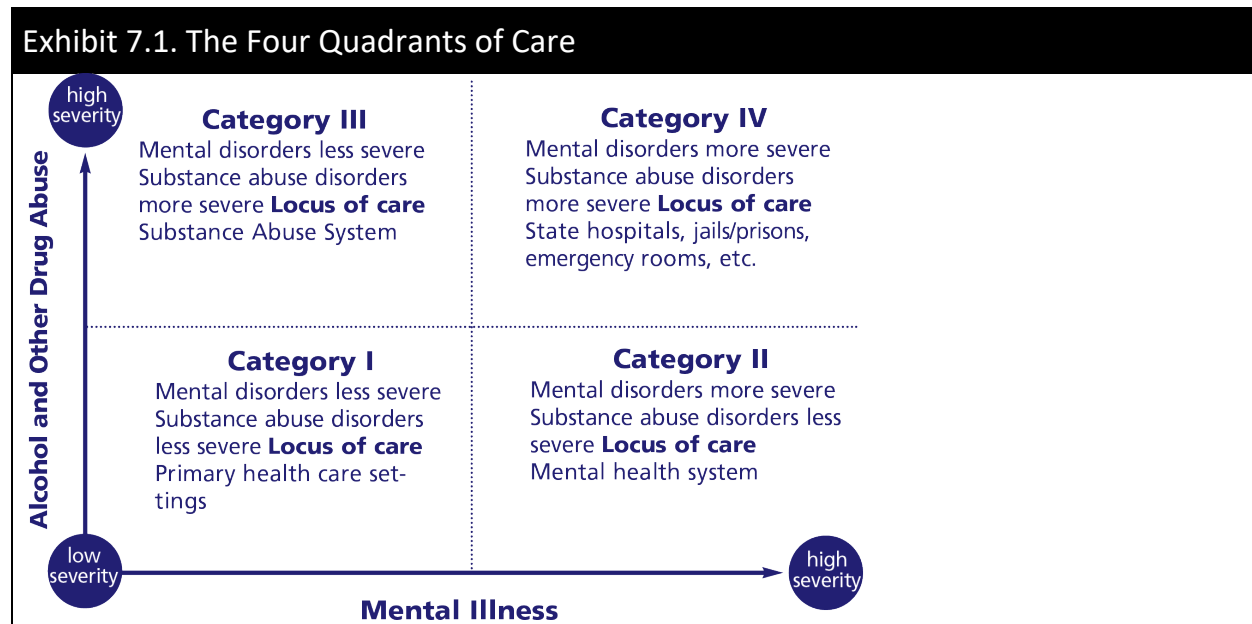 Exhibit 7.1. The Four Quadrants of Care
high
severity
Alcohol and Other Drug Abuse
Category III
Mental disorders less severe
Substance abuse disorders
more severe Locus of care
Substance Abuse System
Category IV
Mental disorders more severe
Substance abuse disorders
more severe Locus of care
State hospitals, jails/prisons,
emergency rooms, etc.
Category I
Mental disorders less severe
Substance abuse disorders
less severe Locus of care
Primary health care set-
tings
Category II
Mental disorders more severe
Substance abuse disorders less
severe Locus of care
Mental health system
low
severity
high
severity
Mental Illness